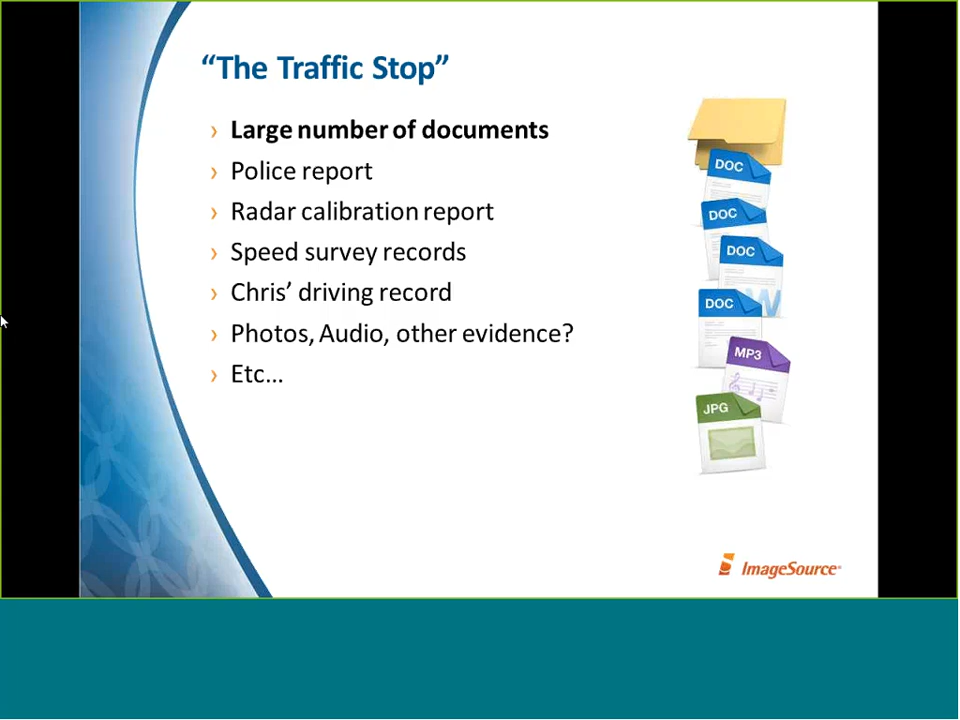 “The Traffic Stop”
› Large number of documents
› Police report
› Radar calibration report
› Speed survey records
› Chris’ driving record
› Photos, Audio, other evidence?
› Etc...
DOC
DOC
DOC
W
DOC
MP3
JPG
ImageSource®